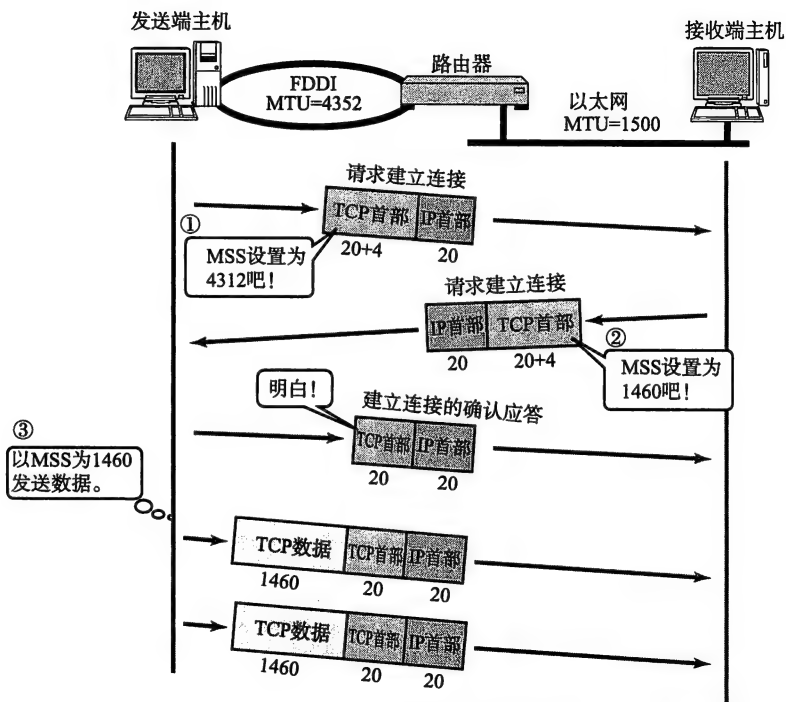 发送端主机
接收端主机
路由器
FDDI
MTU=4352
以太网
MTU=1500
请求建立连接
TCP首部 IP首部
20+4 20
①
MSS设置为
4312吧!
请求建立连接
IP首部 TCP首部
20 20+4
②
MSS设置为
1460吧!
明白!
建立连接的确认应答
TCP首部 IP首部
20 20
③
以MSS为1460
发送数据。
TCP数据 TCP首部 IP首部
1460 20 20
TCP数据 TCP首部 IP首部
1460 20 20